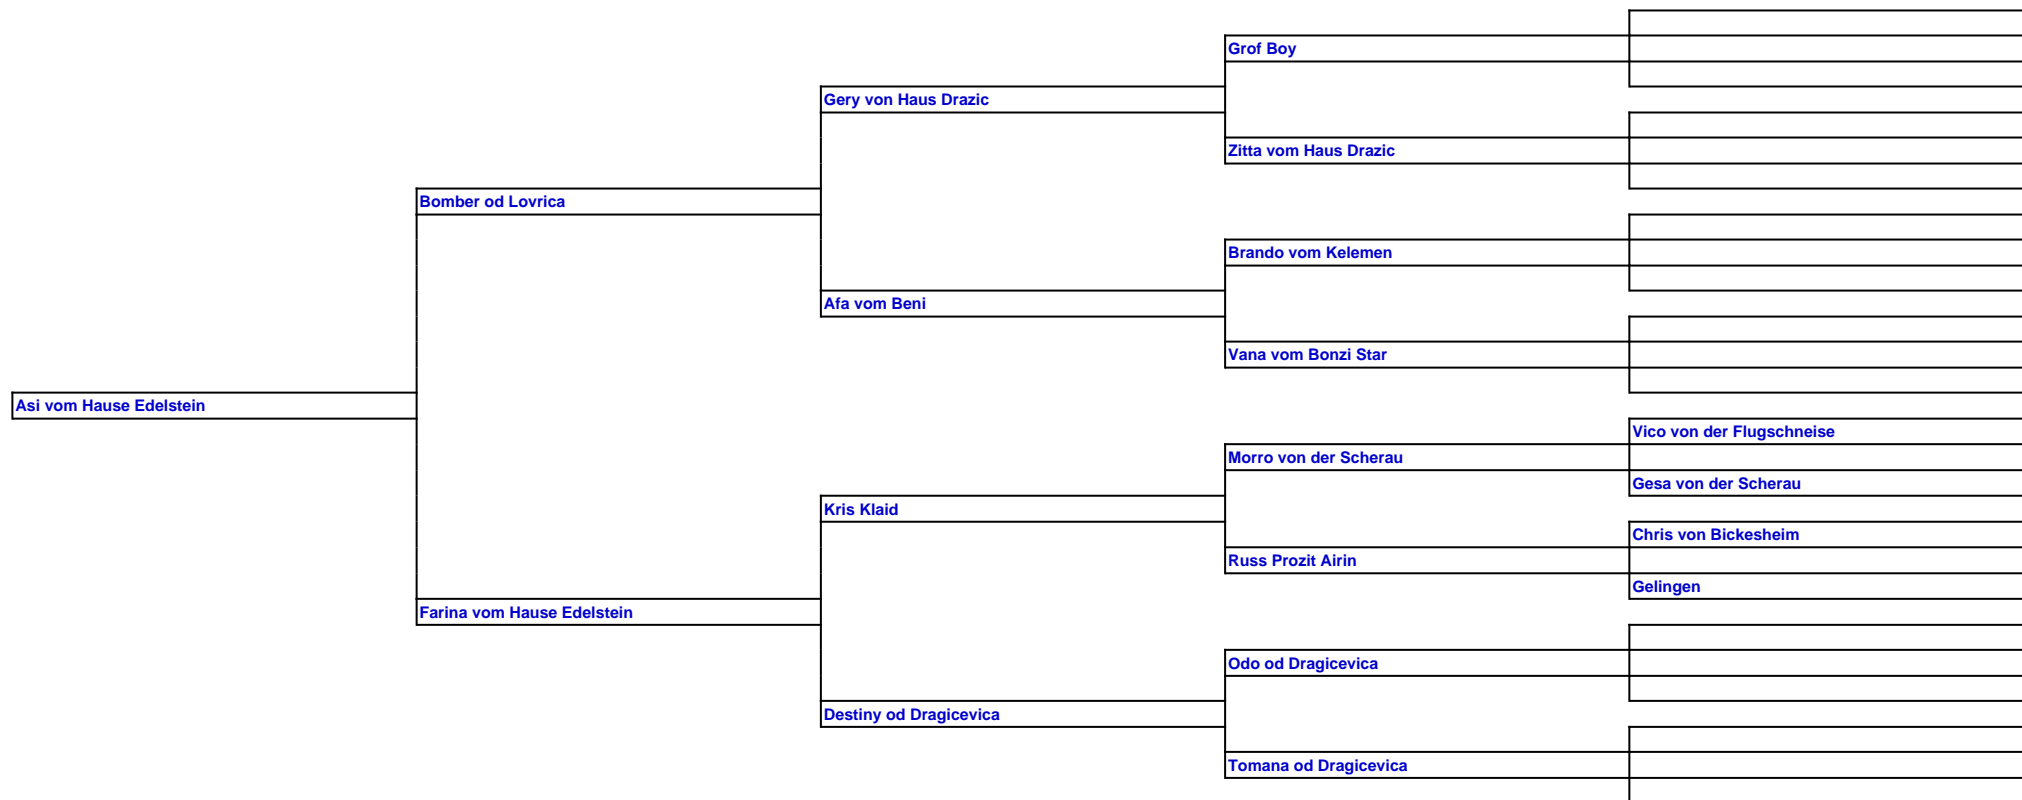 Grof Boy
Gery von Haus Drazic
Zitta vom Haus Drazic
Bomber od Lovrica
Brando vom Kelemen
Afa vom Beni
Vana vom Bonzi Star
Asi vom Hause Edelstein
Vico von der Flugschneise
Morro von der Scherau
Gesa von der Scherau
Kris Klaid
Chris von Bickesheim
Russ Prozit Airin
Gelingen
Farina vom Hause Edelstein
Odo od Dragicevica
Destiny od Dragicevica
Tomana od Dragicevica